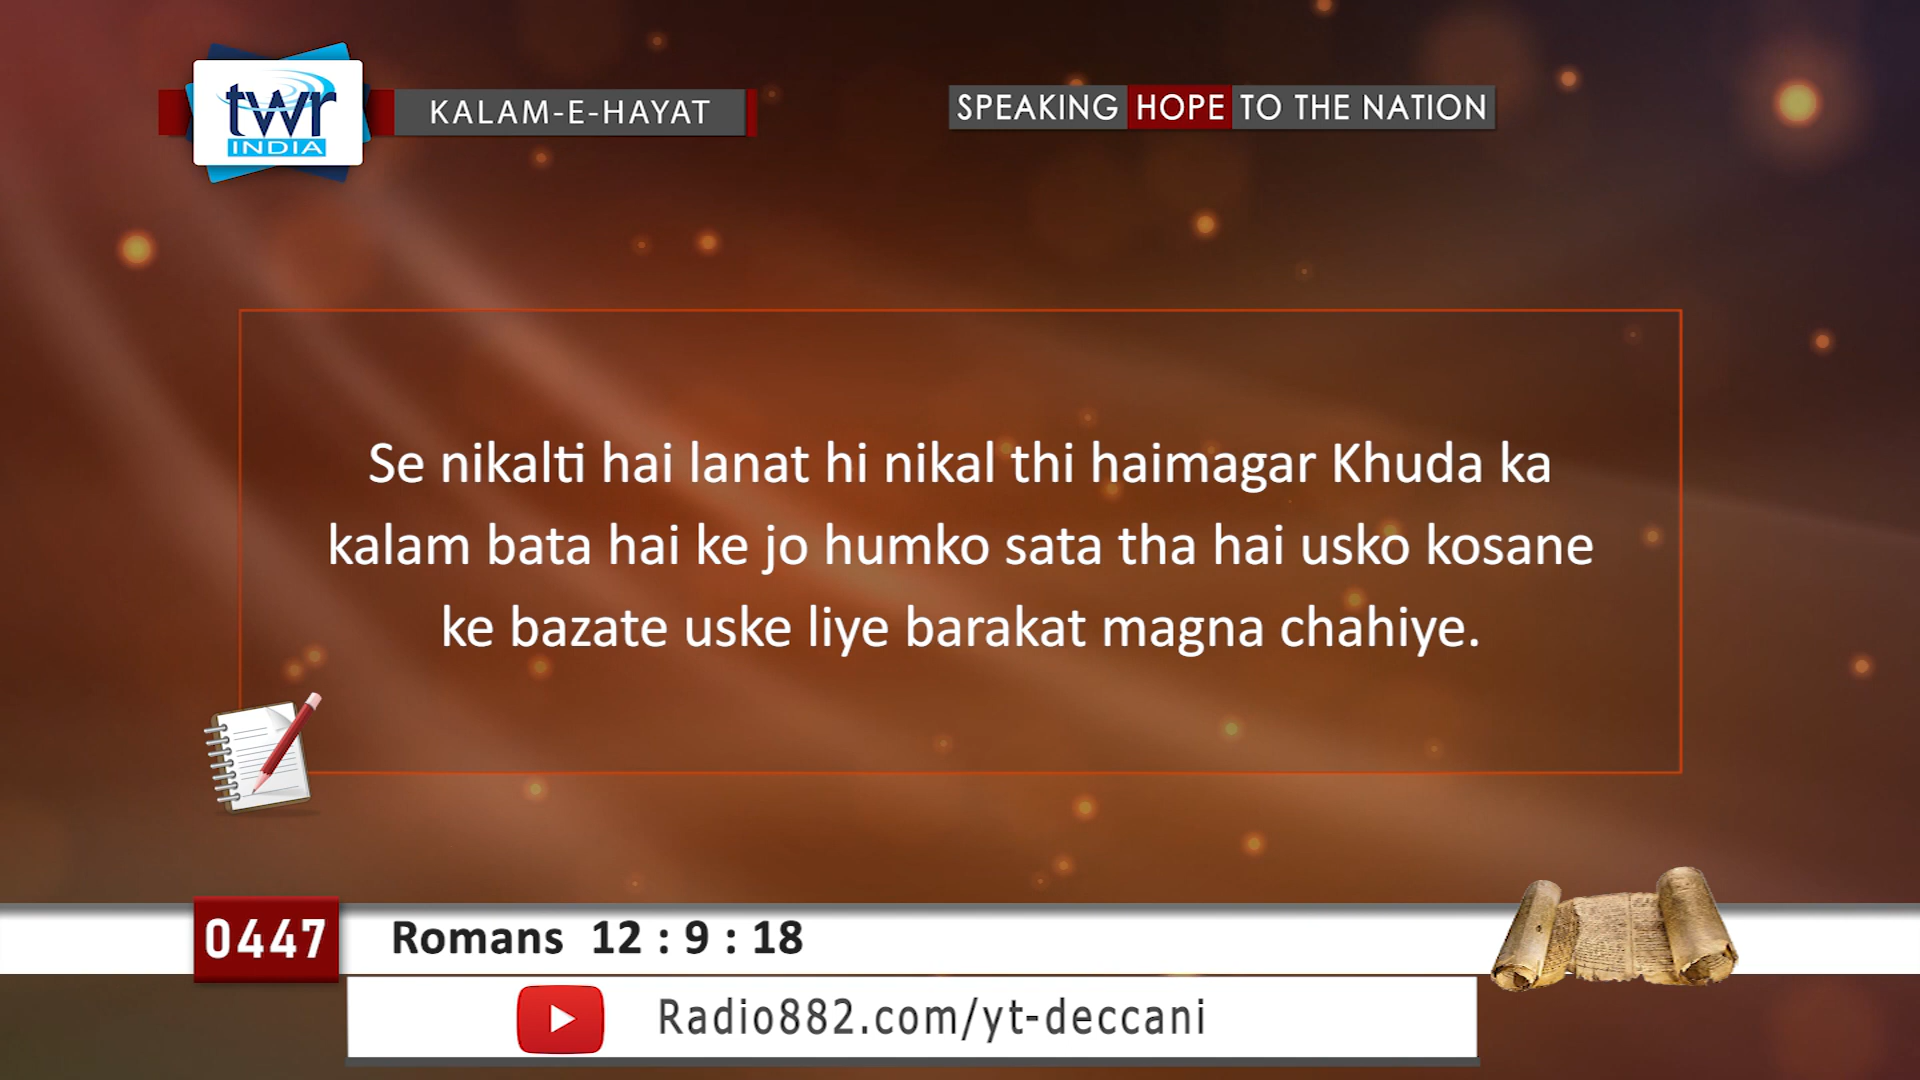 twr
INDIA
KALAM-E-HAYAT
SPEAKING HOPE TO THE NATION
Se nikalti hai lanat hi nikal thi haimagar Khuda ka
kalam bata hai ke jo humko sata tha hai usko kosane
ke bazate uske liye barakat magna chahiye.
0447
Romans 12 : 9 : 18
Radio882.com/yt-deccani